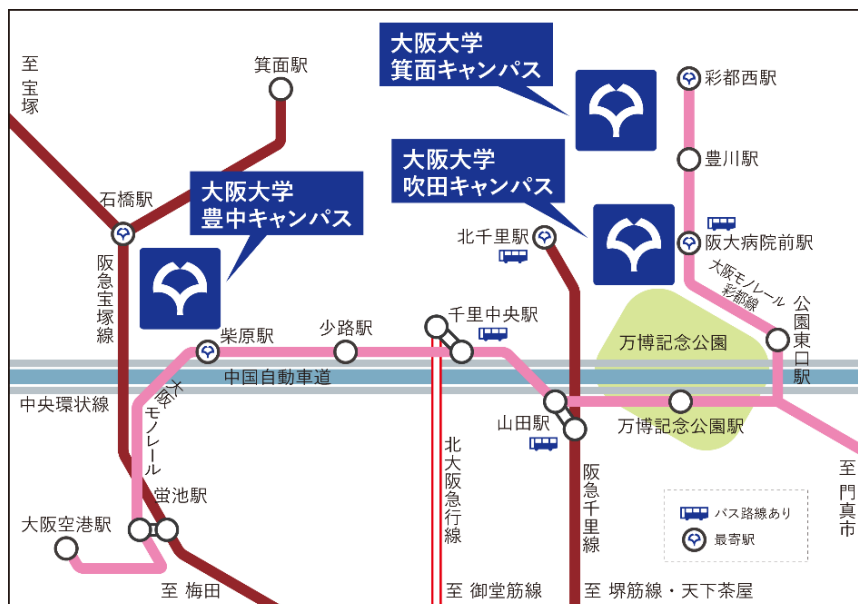 至 宝塚
箕面駅
大阪大学
箕面キャンパス
彩都西駅
豊川駅
石橋駅
大阪大学
豊中キャンパス
大阪大学
吹田キャンパス
北千里駅
阪大病院前駅
阪急宝塚線
大阪モノレール
彩都線
公園東口駅
柴原駅
少路駅
千里中央駅
万博記念公園
中国自動車道
中央環状線
大阪モノレール
山田駅
万博記念公園駅
北大阪急行線
阪急千里線
至 門真市
蛍池駅
大阪空港駅
バス路線あり
最寄駅
至 梅田
至 御堂筋線
至 堺筋線・天下茶屋